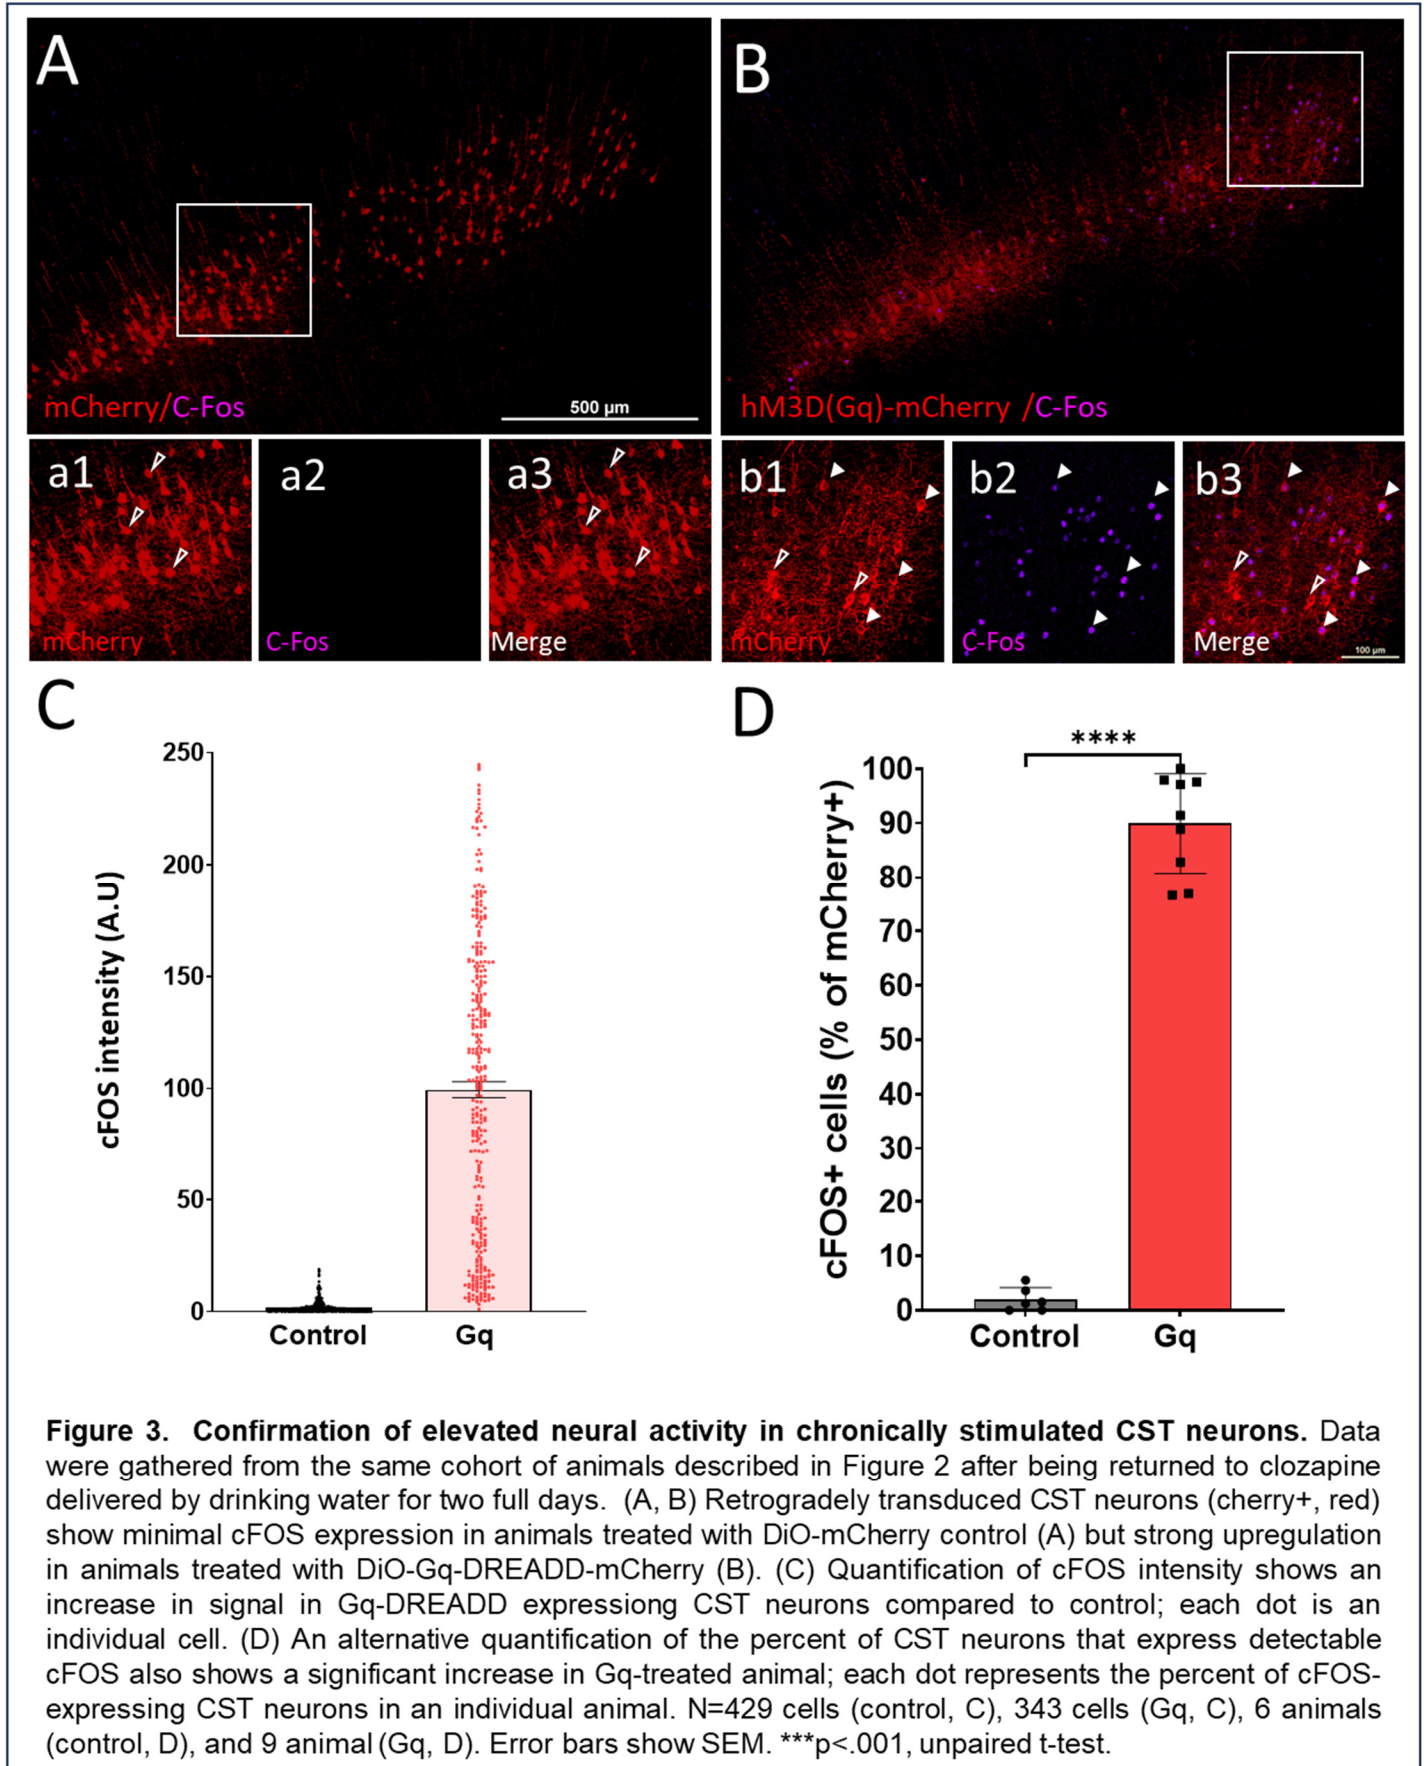 A
B
mCherry/C-Fos
500 µm
hM3D(Gq)-mCherry /C-Fos
a1
a2
a3
b1
b2
b3
mCherry
C-Fos
Merge
mCherry
C-Fos
Merge
100 µm
C
D
250
200
150
100
50
0
cFOS intensity (A.U)
Control
Gq
****
100
90
80
70
60
50
40
30
20
10
0
cFOS+ cells (% of mCherry+)
Control
Gq
Figure 3. Confirmation of elevated neural activity in chronically stimulated CST neurons. Data
were gathered from the same cohort of animals described in Figure 2 after being returned to clozapine
delivered by drinking water for two full days. (A, B) Retrogradely transduced CST neurons (cherry+, red)
show minimal cFOS expression in animals treated with DiO-mCherry control (A) but strong upregulation
in animals treated with DiO-Gq-DREADD-mCherry (B). (C) Quantification of cFOS intensity shows an
increase in signal in Gq-DREADD expressiong CST neurons compared to control; each dot is an
individual cell. (D) An alternative quantification of the percent of CST neurons that express detectable
cFOS also shows a significant increase in Gq-treated animal; each dot represents the percent of cFOS-
expressing CST neurons in an individual animal. N=429 cells (control, C), 343 cells (Gq, C), 6 animals
(control, D), and 9 animal (Gq, D). Error bars show SEM. ***p<.001, unpaired t-test.